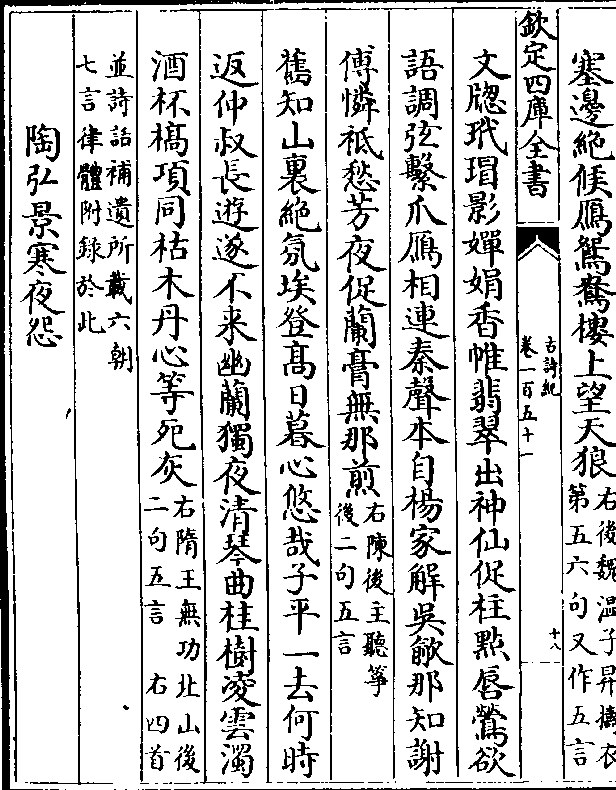 塞邊絶候鴈鴛鴦樓上望天狼右後魏溫子昇擣衣
第五六句又作五言
欽定四庫全書
古詩紀
卷一百五十一
十八
文牕玳瑁影嬋娟香帷翡翠出神仙促柱㸃唇鶯欲
語調弦繫爪鴈相連秦聲本自楊家解吳歈那知謝
傅憐祗愁芳夜促蘭膏無那煎右陳後主聽箏
後二句五言
舊知山裏絶氛埃登髙日暮心悠哉子平一去何時
返仲叔長遊遂不来幽蘭獨夜清琴曲桂樹凌雲濁
酒杯槁項同枯木丹心等死灰右隋王無功北山後
二句五言　右四首
並詩話補遺所載六朝
七言律體附録於此
陶弘景寒夜怨